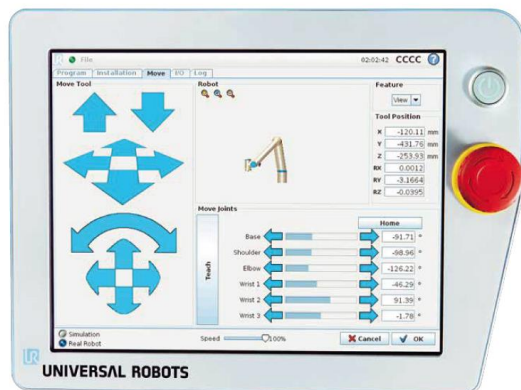 File 02:02:42 CCCC ?
Program Installation Move I/O Log
Move Tool
Robot
Feature
View
Tool Position
X -120.11 mm
Y -431.76 mm
Z -253.93 mm
RX 0.0012
RY -3.1664
RZ -0.0395
Move Joints
Home
Teach
Base -91.71 °
Shoulder -98.96 °
Elbow -126.22 °
Wrist 1 -46.29 °
Wrist 2 91.39 °
Wrist 3 -1.78 °
Simulation
Real Robot
Speed 100%
Cancel
OK
UR
UNIVERSAL ROBOTS